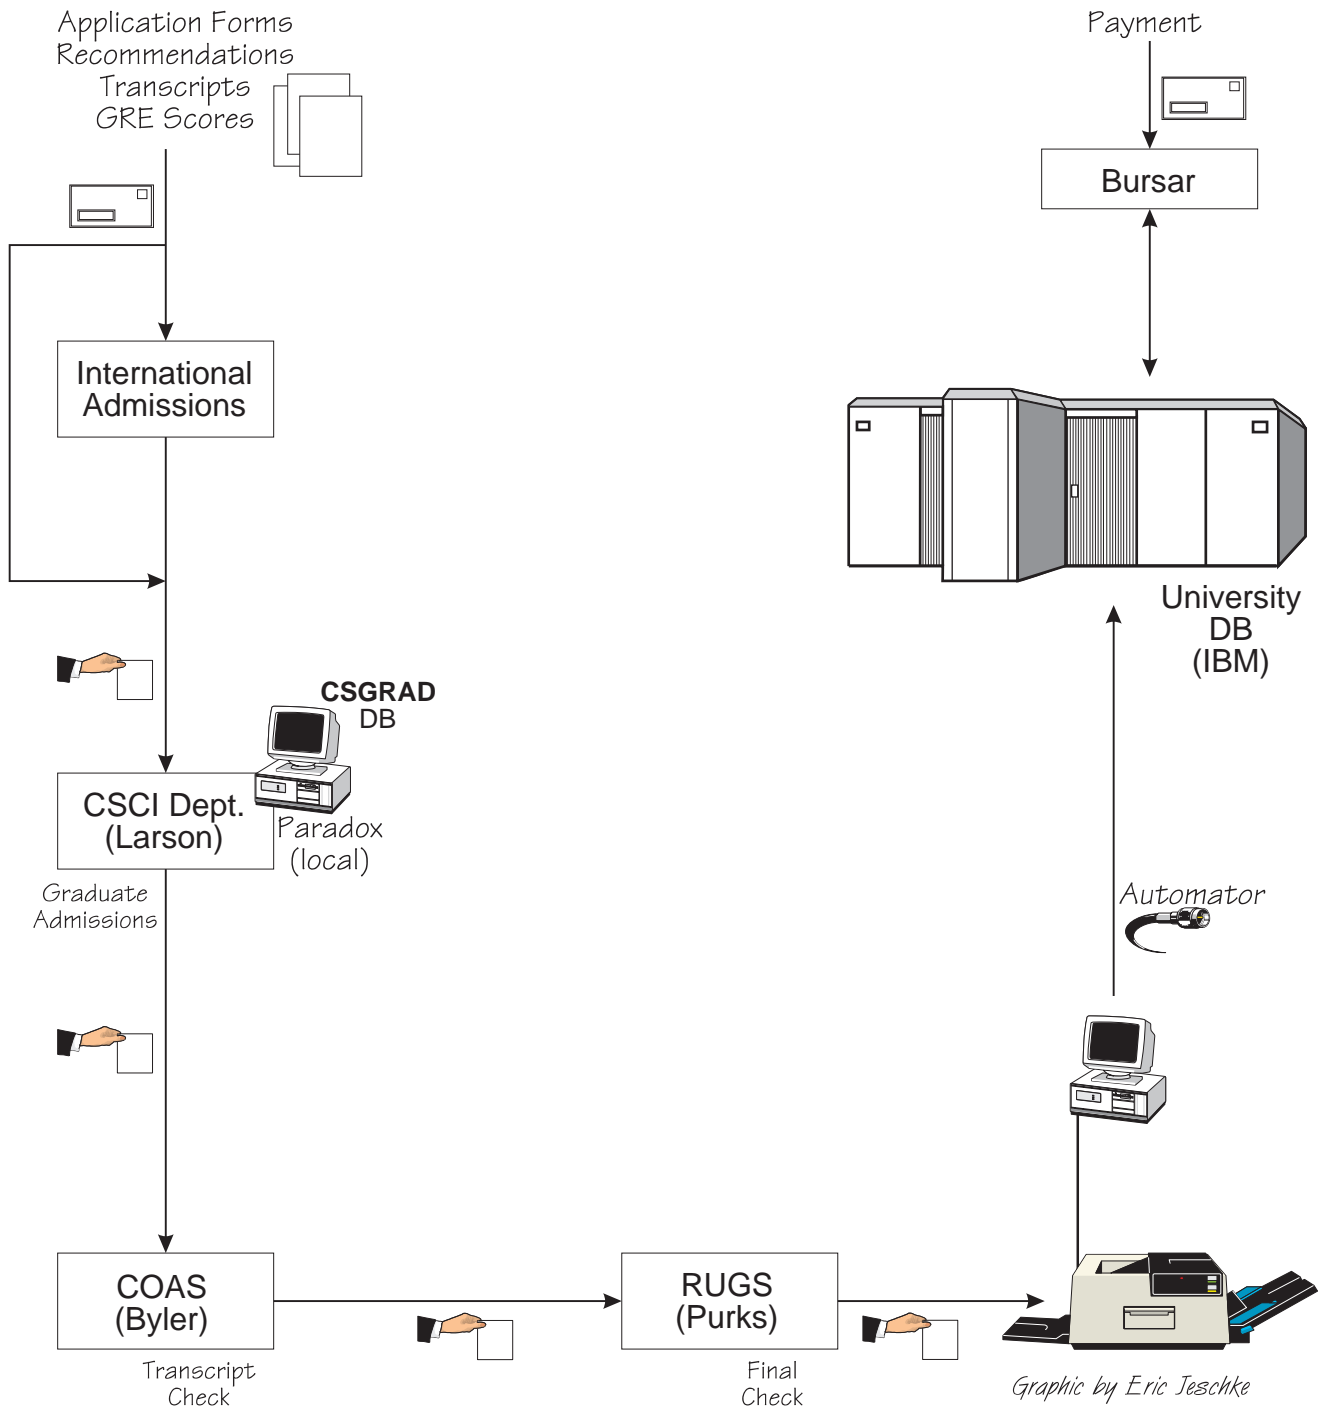 Application Forms
Recommendations
Transcripts
GRE Scores
Payment
Bursar
International
Admissions
University
DB
(IBM)
CSGRAD
DB
CSCI Dept.
(Larson)
Paradox
(local)
Graduate
Admissions
Automator
COAS
(Byler)
Transcript
Check
RUGS
(Purks)
Final
Check
Graphic by Eric Jeschke